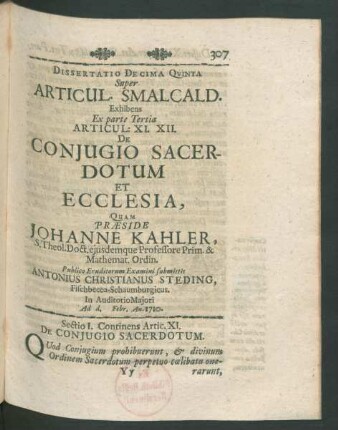 307
DISSERTATIO DECIMA QVINTA
Super
ARTICUL. SMALCALD.
Exhibens
Ex parte Tertia
ARTICUL: XI. XII.
DE
CONJUGIO SACER-
DOTUM
ET
ECCLESIA,
QUAM
PRÆSIDE
JOHANNE KAHLER,
S. Theol. Doct. ejusdemque Professore Prim. &
Mathemat. Ordin.
Publico Eruditorum Examini submittit
ANTONIUS CHRISTIANUS STEDING,
Fischbecca-Schaumburgicus.
In Auditorio Majori
Ad d. Febr. An. 1720.
Sectio I. Continens Artic. XI.
DE CONJUGIO SACERDOTUM.
QUod Conjugium prohibuerunt, & divinum
Ordinem Sacerdotum perpetuo cœlibatu one-
Yy rarunt,